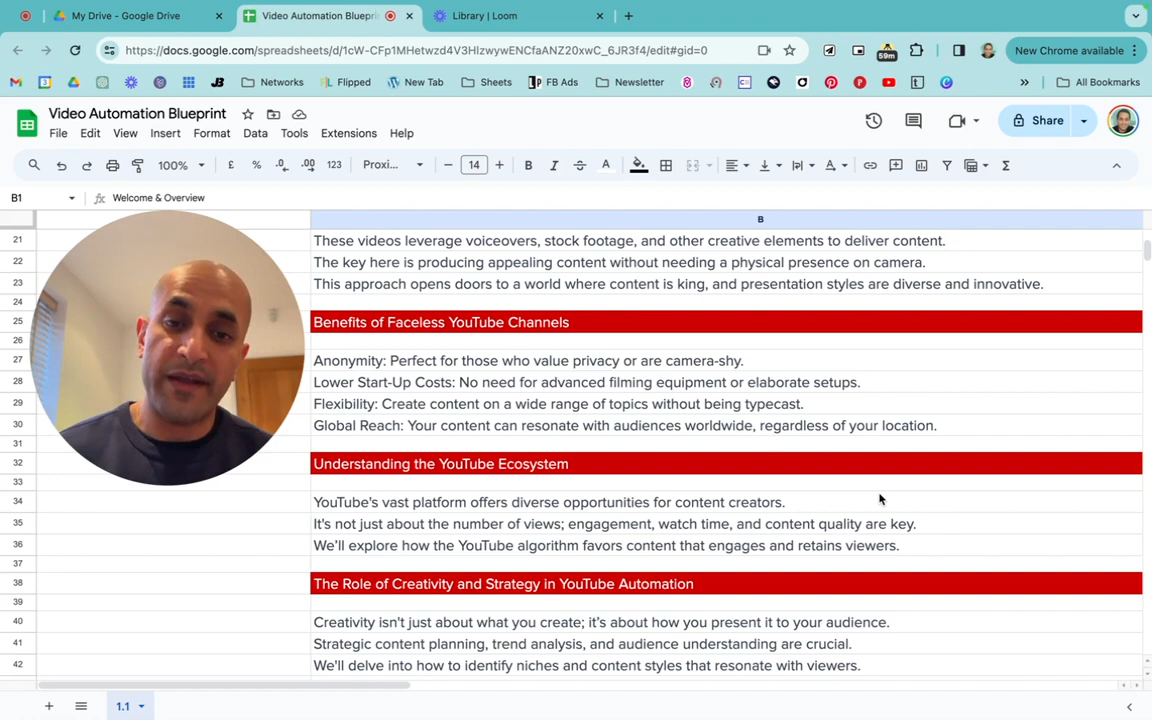 My Drive - Google Drive
Video Automation Blueprin
Library | Loom
https://docs.google.com/spreadsheets/d/1cW-CFp1MHetwzd4V3HIzwywENCfaANZ20xwC_6JR3f4/edit#gid=0
59m
New Chrome available
Networks
Flipped
New Tab
Sheets
FB Ads
Newsletter
All Bookmarks
Video Automation Blueprint
File Edit View Insert Format Data Tools Extensions Help
Share
100% £ % .0 .00 123 Proxi... 14 B I
B1 fx Welcome & Overview
B
21 These videos leverage voiceovers, stock footage, and other creative elements to deliver content.
22 The key here is producing appealing content without needing a physical presence on camera.
23 This approach opens doors to a world where content is king, and presentation styles are diverse and innovative.
24
25 Benefits of Faceless YouTube Channels
26
27 Anonymity: Perfect for those who value privacy or are camera-shy.
28 Lower Start-Up Costs: No need for advanced filming equipment or elaborate setups.
29 Flexibility: Create content on a wide range of topics without being typecast.
30 Global Reach: Your content can resonate with audiences worldwide, regardless of your location.
31
32 Understanding the YouTube Ecosystem
33
34 YouTube's vast platform offers diverse opportunities for content creators.
35 It's not just about the number of views; engagement, watch time, and content quality are key.
36 We'll explore how the YouTube algorithm favors content that engages and retains viewers.
37
38 The Role of Creativity and Strategy in YouTube Automation
39
40 Creativity isn't just about what you create; it's about how you present it to your audience.
41 Strategic content planning, trend analysis, and audience understanding are crucial.
42 We'll delve into how to identify niches and content styles that resonate with viewers.
1.1